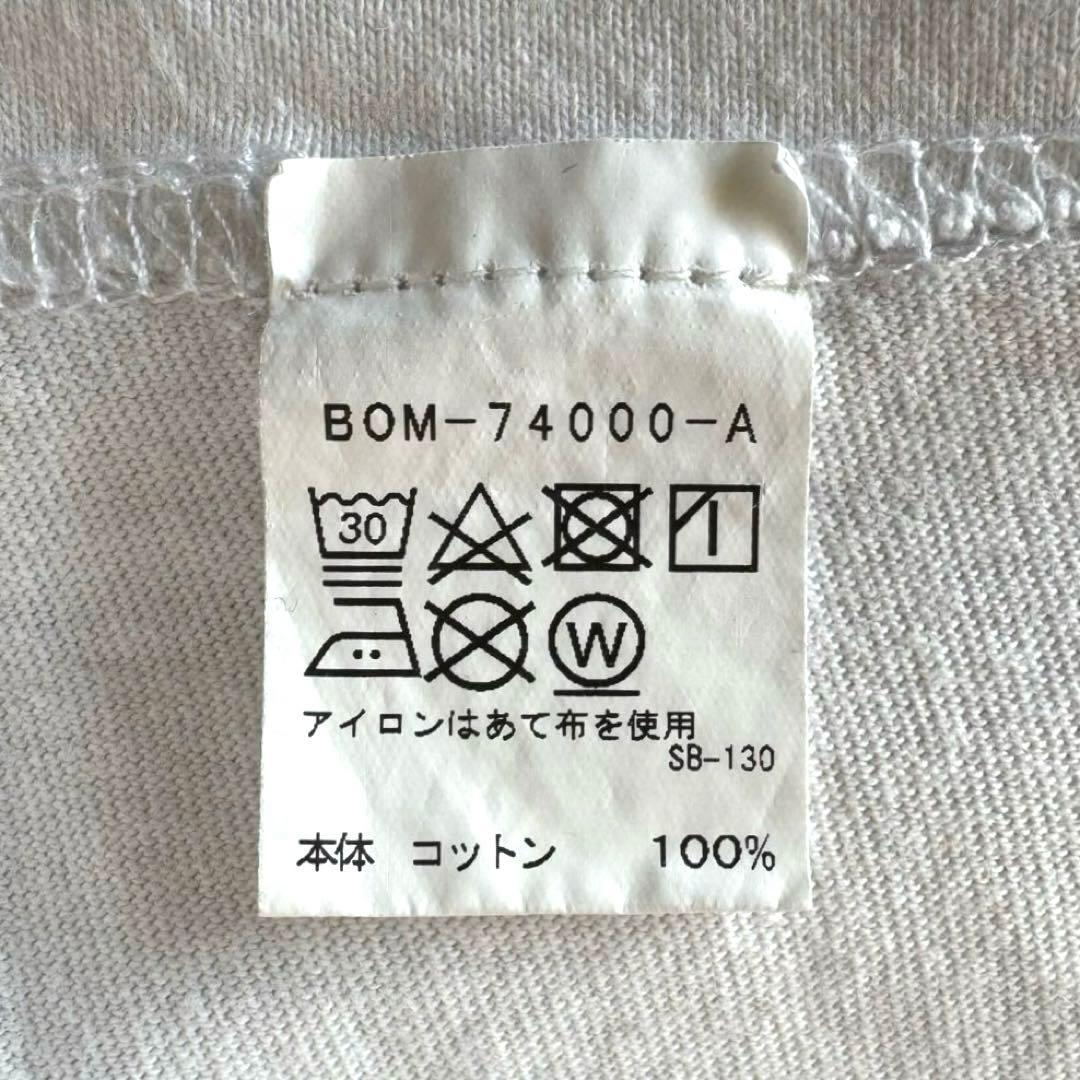 BOM-74000-A
30
W
アイロンはあて布を使用
SB-130
本体 コットン 100%